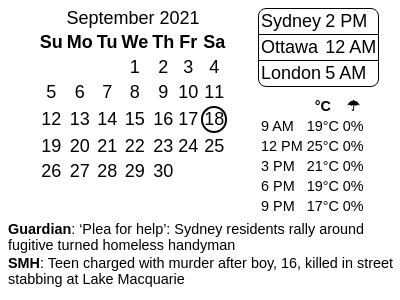 September 2021
Su Mo Tu We Th Fr Sa
1 2 3 4
5 6 7 8 9 10 11
12 13 14 15 16 17 18
19 20 21 22 23 24 25
26 27 28 29 30
Sydney 2 PM
Ottawa 12 AM
London 5 AM
°C ☂
9 AM 19°C 0%
12 PM 25°C 0%
3 PM 21°C 0%
6 PM 19°C 0%
9 PM 17°C 0%
Guardian: ‘Plea for help’: Sydney residents rally around
fugitive turned homeless handyman
SMH: Teen charged with murder after boy, 16, killed in street
stabbing at Lake Macquarie